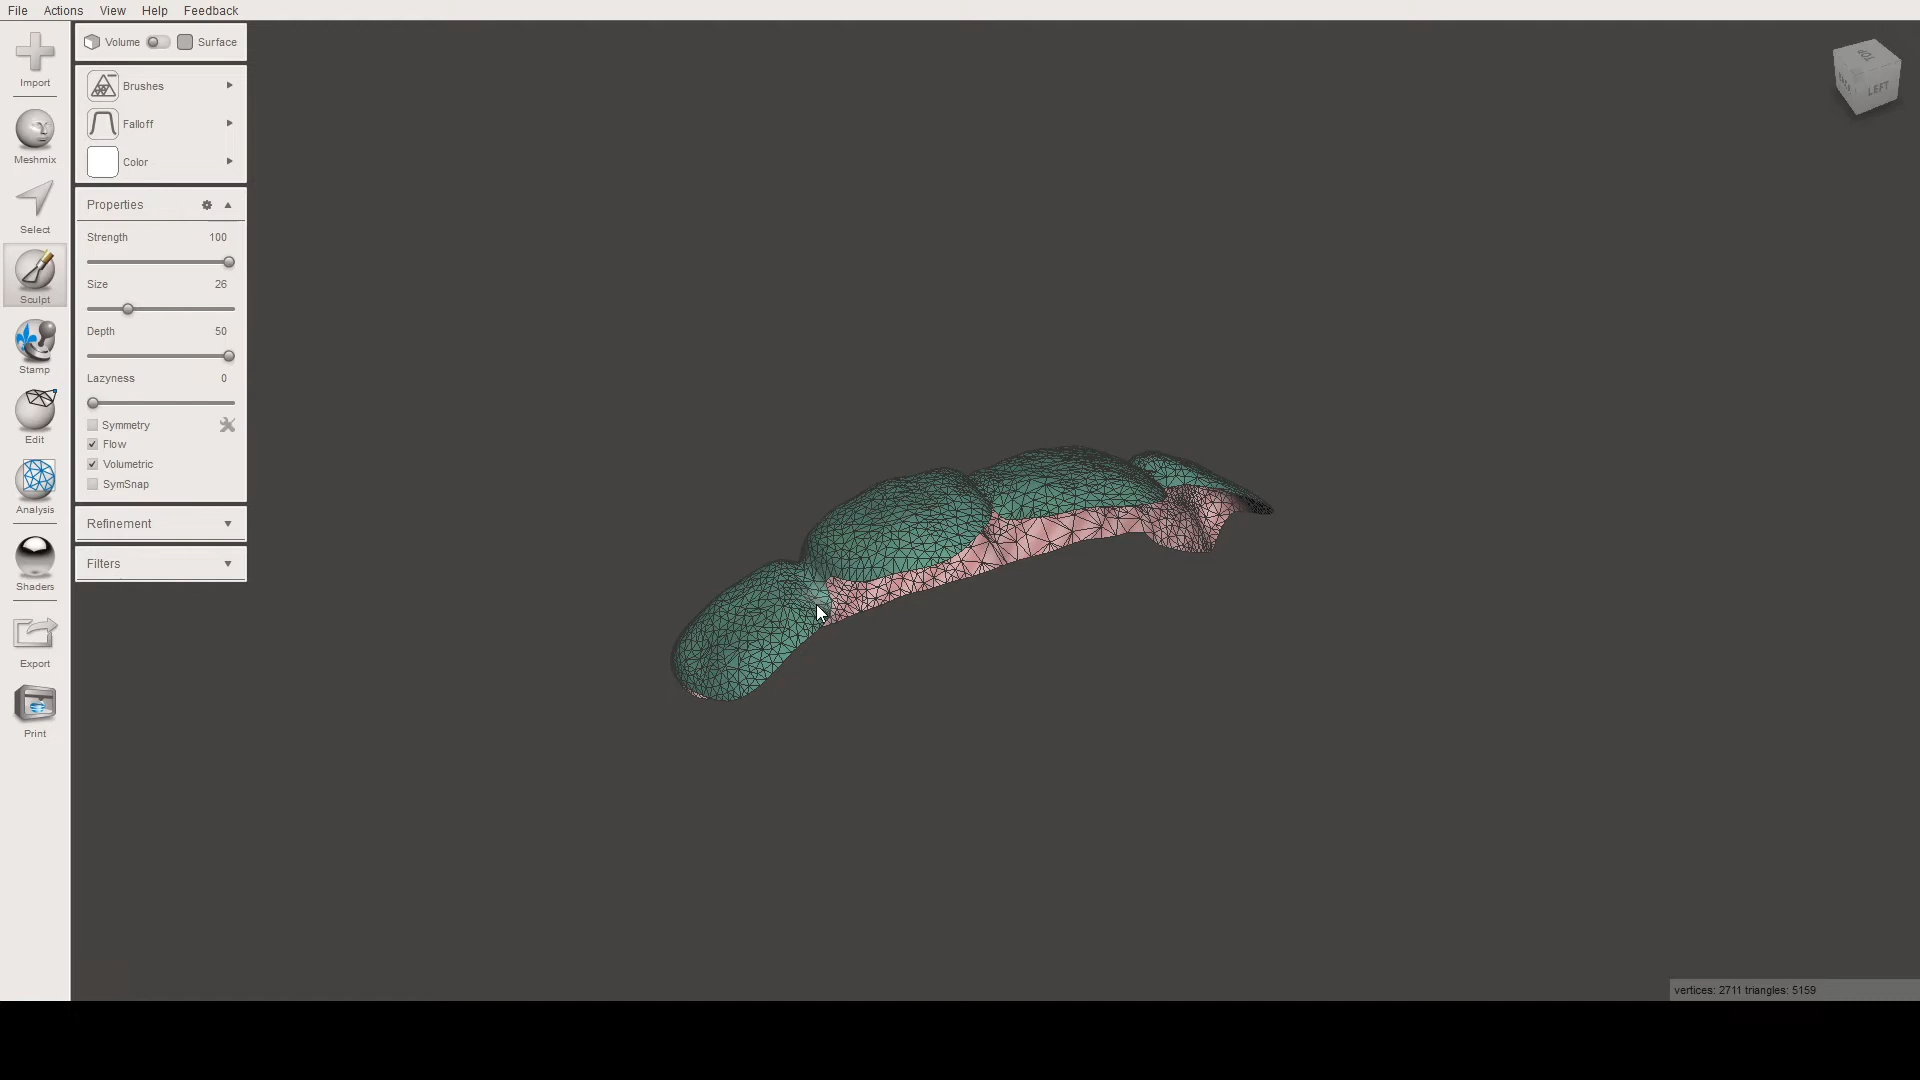 File Actions View Help Feedback
Import
Meshmix
Select
Sculpt
Stamp
Edit
Analysis
Shaders
Export
Print
Volume Surface
Brushes
Falloff
Color
Properties
Strength 100
Size 26
Depth 50
Lazyness 0
Symmetry
Flow
Volumetric
SymSnap
Refinement
Filters
TOP
LEFT
vertices: 2711 triangles: 5159